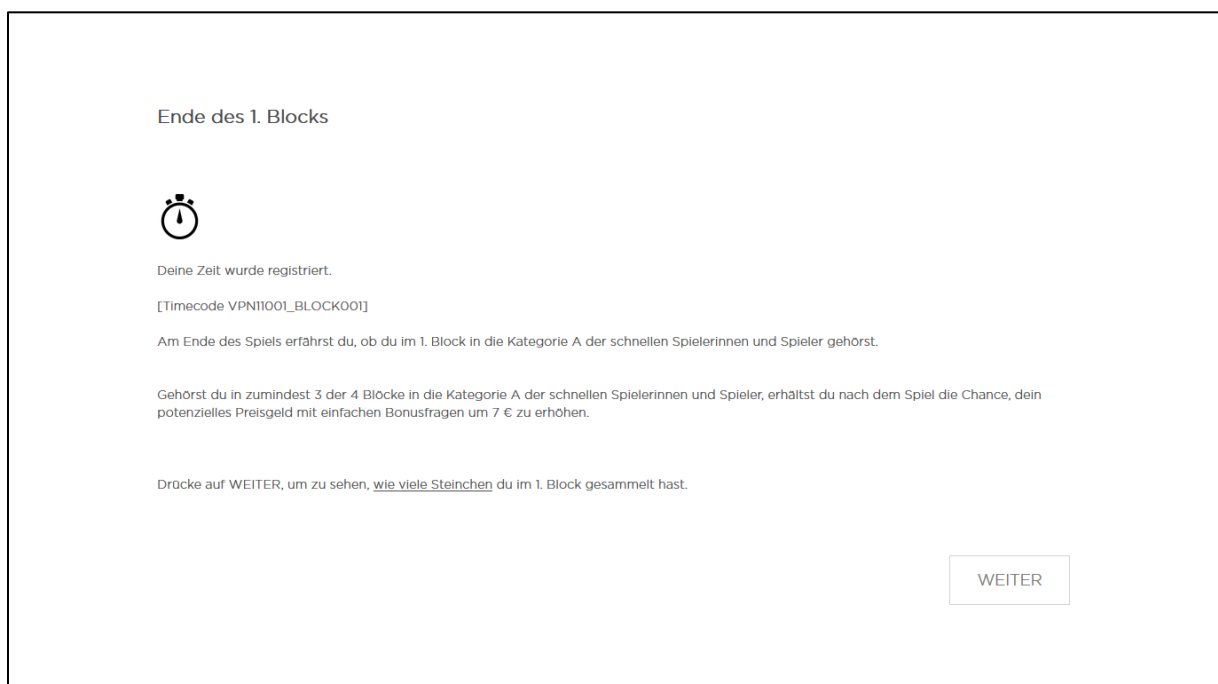 Ende des 1. Blocks
Deine Zeit wurde registriert.
[Timecode VPN11001_BLOCK001]
Am Ende des Spiels erfährst du, ob du im 1. Block in die Kategorie A der schnellen Spielerinnen und Spieler gehörst.
Gehörst du in zumindest 3 der 4 Blöcke in die Kategorie A der schnellen Spielerinnen und Spieler, erhältst du nach dem Spiel die Chance, dein
potenzielles Preisgeld mit einfachen Bonusfragen um 7 € zu erhöhen.
Drücke auf WEITER, um zu sehen, wie viele Steinchen du im 1. Block gesammelt hast.
WEITER